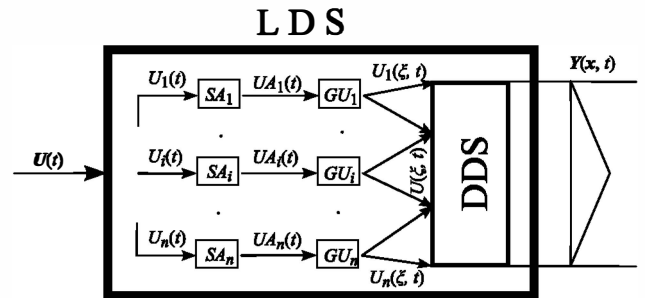 L D S
U1(t) SA1 UA1(t) GU1 U1(ξ, t) Y(x, t)
U(t) Ui(t) SAi UAi(t) GUi U(ξ, t) DDS
Un(t) SAn UAn(t) GUn Un(ξ, t)